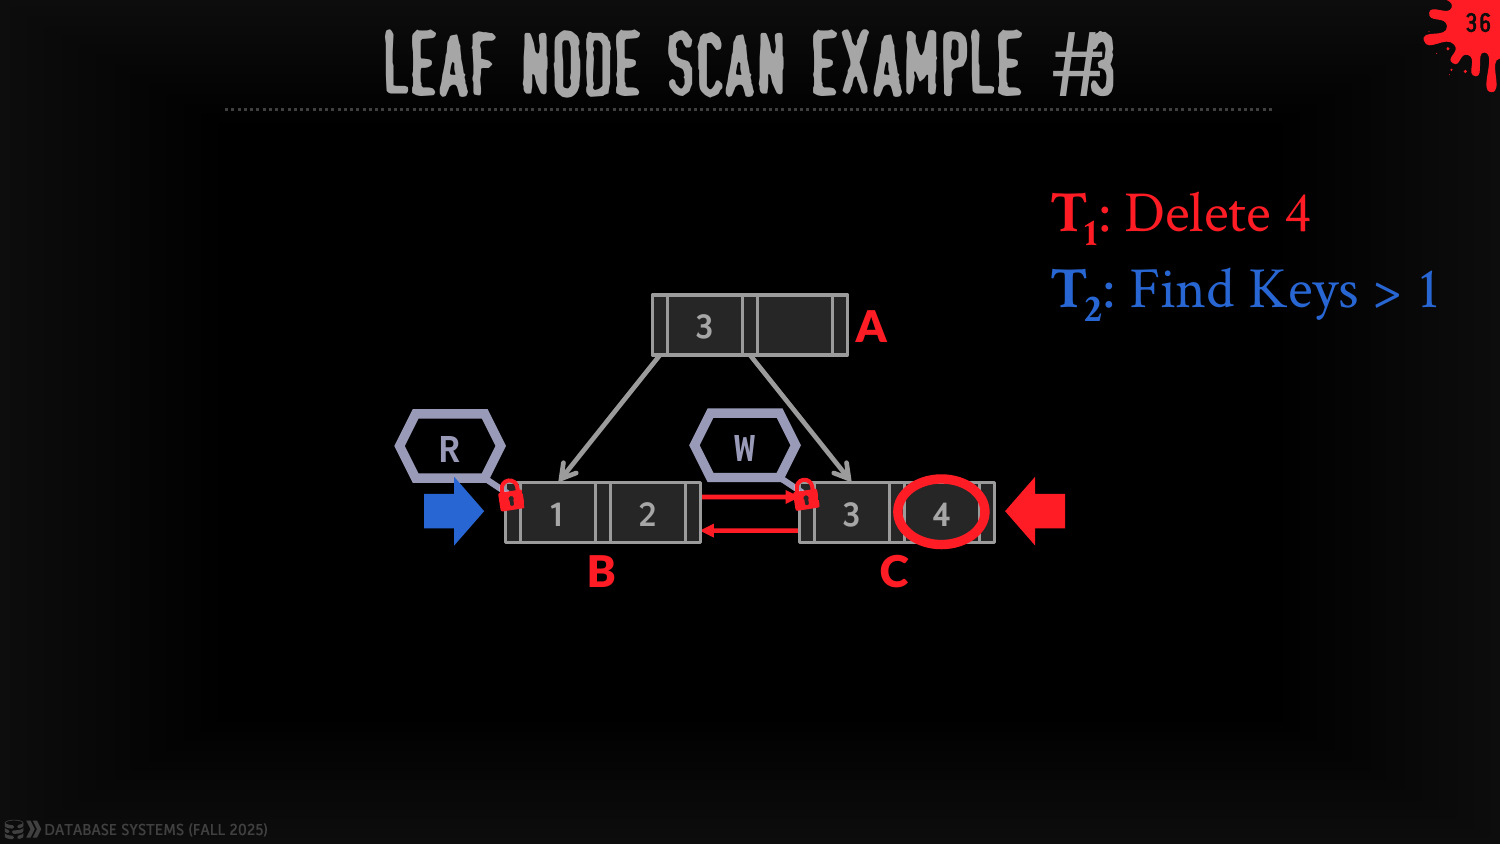 36
LEAF NODE SCAN EXAMPLE #3
T1: Delete 4
T2: Find Keys > 1
3
A
R
W
1 2
3 4
B
C
DATABASE SYSTEMS (FALL 2025)